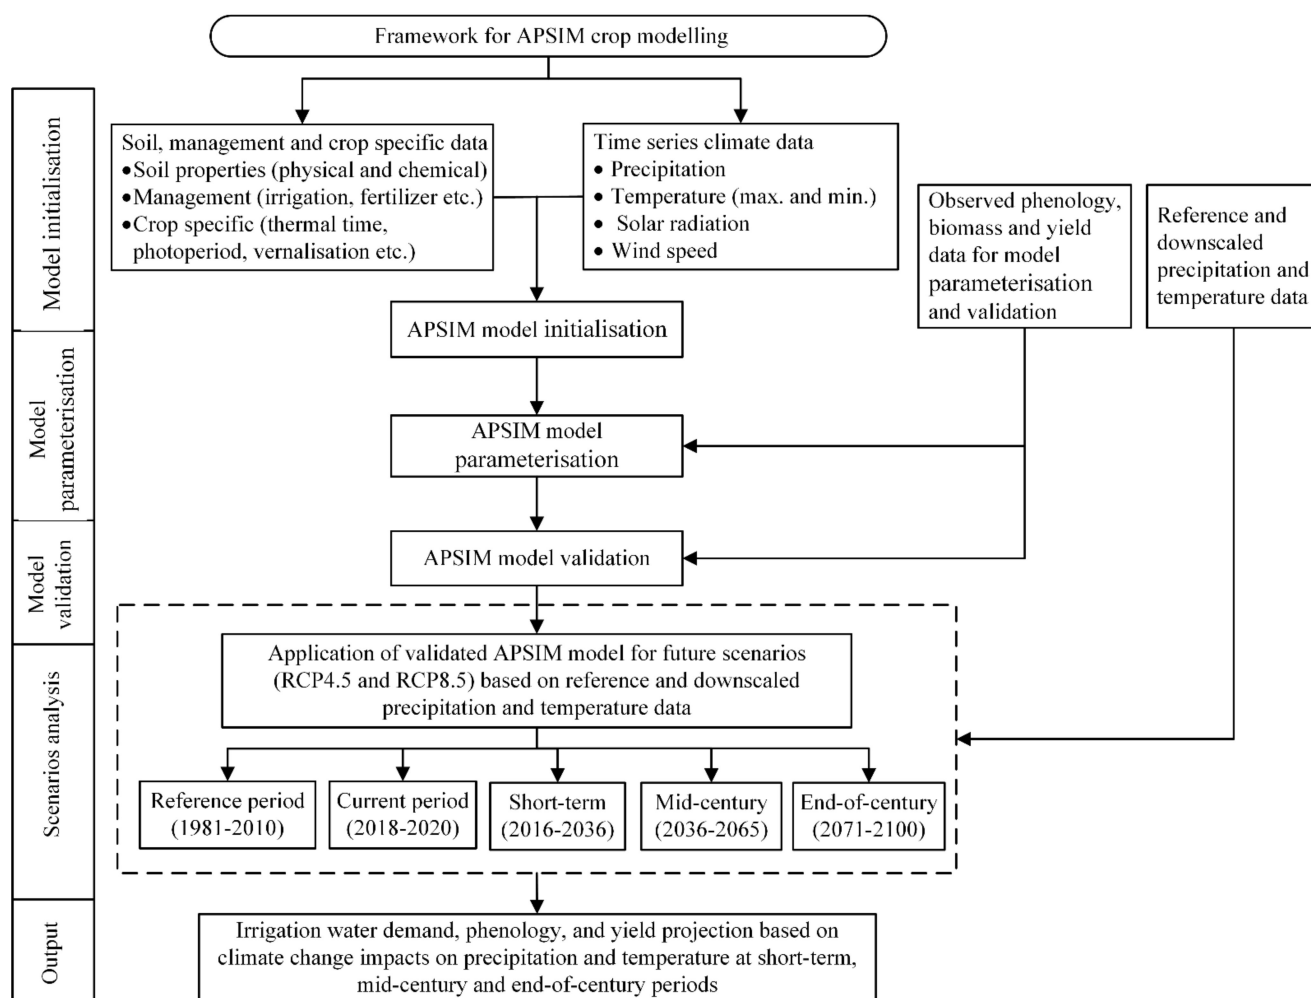 Framework for APSIM crop modelling
Model initialisation
Soil, management and crop specific data
•Soil properties (physical and chemical)
•Management (irrigation, fertilizer etc.)
•Crop specific (thermal time,
photoperiod, vernalisation etc.)
Time series climate data
• Precipitation
• Temperature (max. and min.)
• Solar radiation
• Wind speed
Observed phenology,
biomass and yield
data for model
parameterisation
and validation
Reference and
downscaled
precipitation and
temperature data
APSIM model initialisation
Model
parameterisation
APSIM model
parameterisation
Model
validation
APSIM model validation
Scenarios analysis
Application of validated APSIM model for future scenarios
(RCP4.5 and RCP8.5) based on reference and downscaled
precipitation and temperature data
Reference period
(1981-2010)
Current period
(2018-2020)
Short-term
(2016-2036)
Mid-century
(2036-2065)
End-of-century
(2071-2100)
Output
Irrigation water demand, phenology, and yield projection based on
climate change impacts on precipitation and temperature at short-term,
mid-century and end-of-century periods